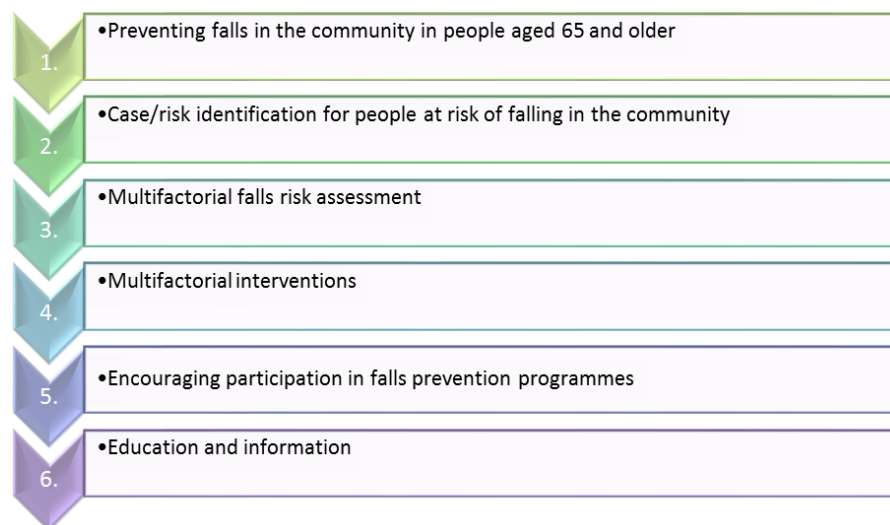 1. •Preventing falls in the community in people aged 65 and older
2. •Case/risk identification for people at risk of falling in the community
3. •Multifactorial falls risk assessment
4. •Multifactorial interventions
5. •Encouraging participation in falls prevention programmes
6. •Education and information